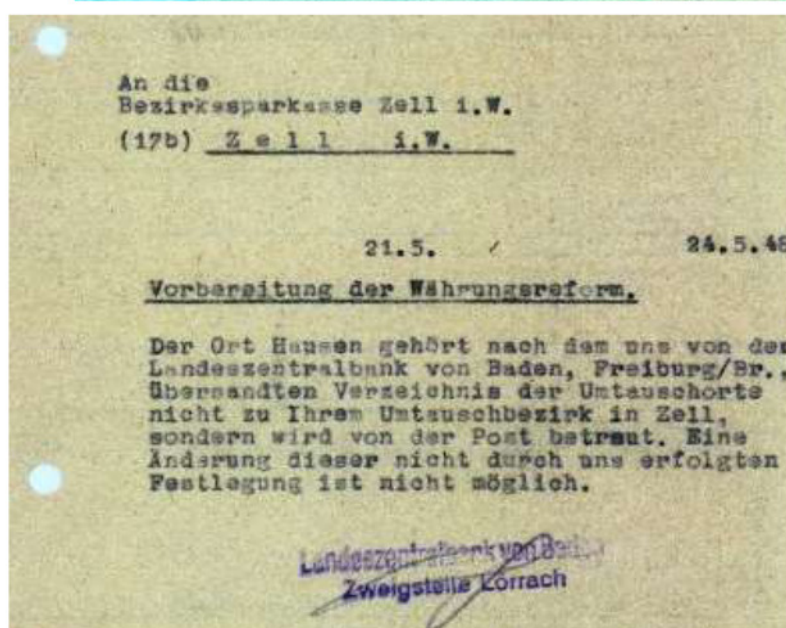 An die
Bezirkssparkasse Zell i.W.
(17b) Zell i.W.
21.5. 24.5.48
Vorbereitung der Währungsreform.
Der Ort Hausen gehört nach dem uns von der
Landeszentralbank von Baden, Freiburg/Br.,
übersandten Verzeichnis der Umtauschorte
nicht zu Ihrem Umtauschbezirk in Zell,
sondern wird von der Post betreut. Eine
Änderung dieser nicht durch uns erfolgten
Festlegung ist nicht möglich.
Landeszentralbank von Baden
Zweigstelle Lörrach